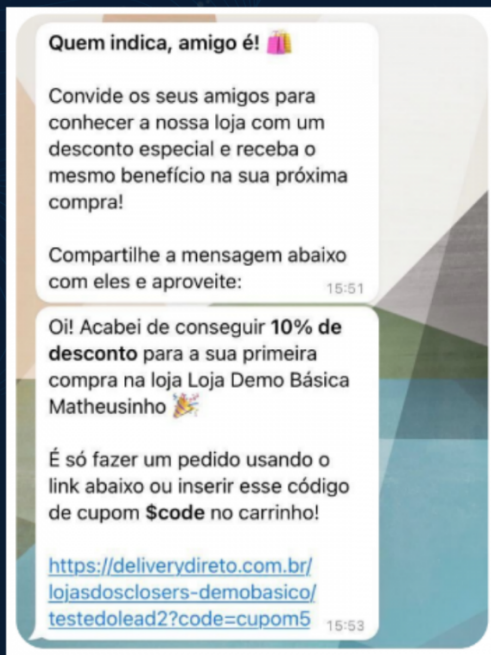 Quem indica, amigo é! 🛍️
Convide os seus amigos para
conhecer a nossa loja com um
desconto especial e receba o
mesmo benefício na sua próxima
compra!
Compartilhe a mensagem abaixo
com eles e aproveite:
15:51
Oi! Acabei de conseguir 10% de
desconto para a sua primeira
compra na loja Loja Demo Básica
Matheusinho 🎉
É só fazer um pedido usando o
link abaixo ou inserir esse código
de cupom $code no carrinho!
https://deliverydireto.com.br/
lojasdosclosers-demobasico/
testedolead2?code=cupom5
15:53